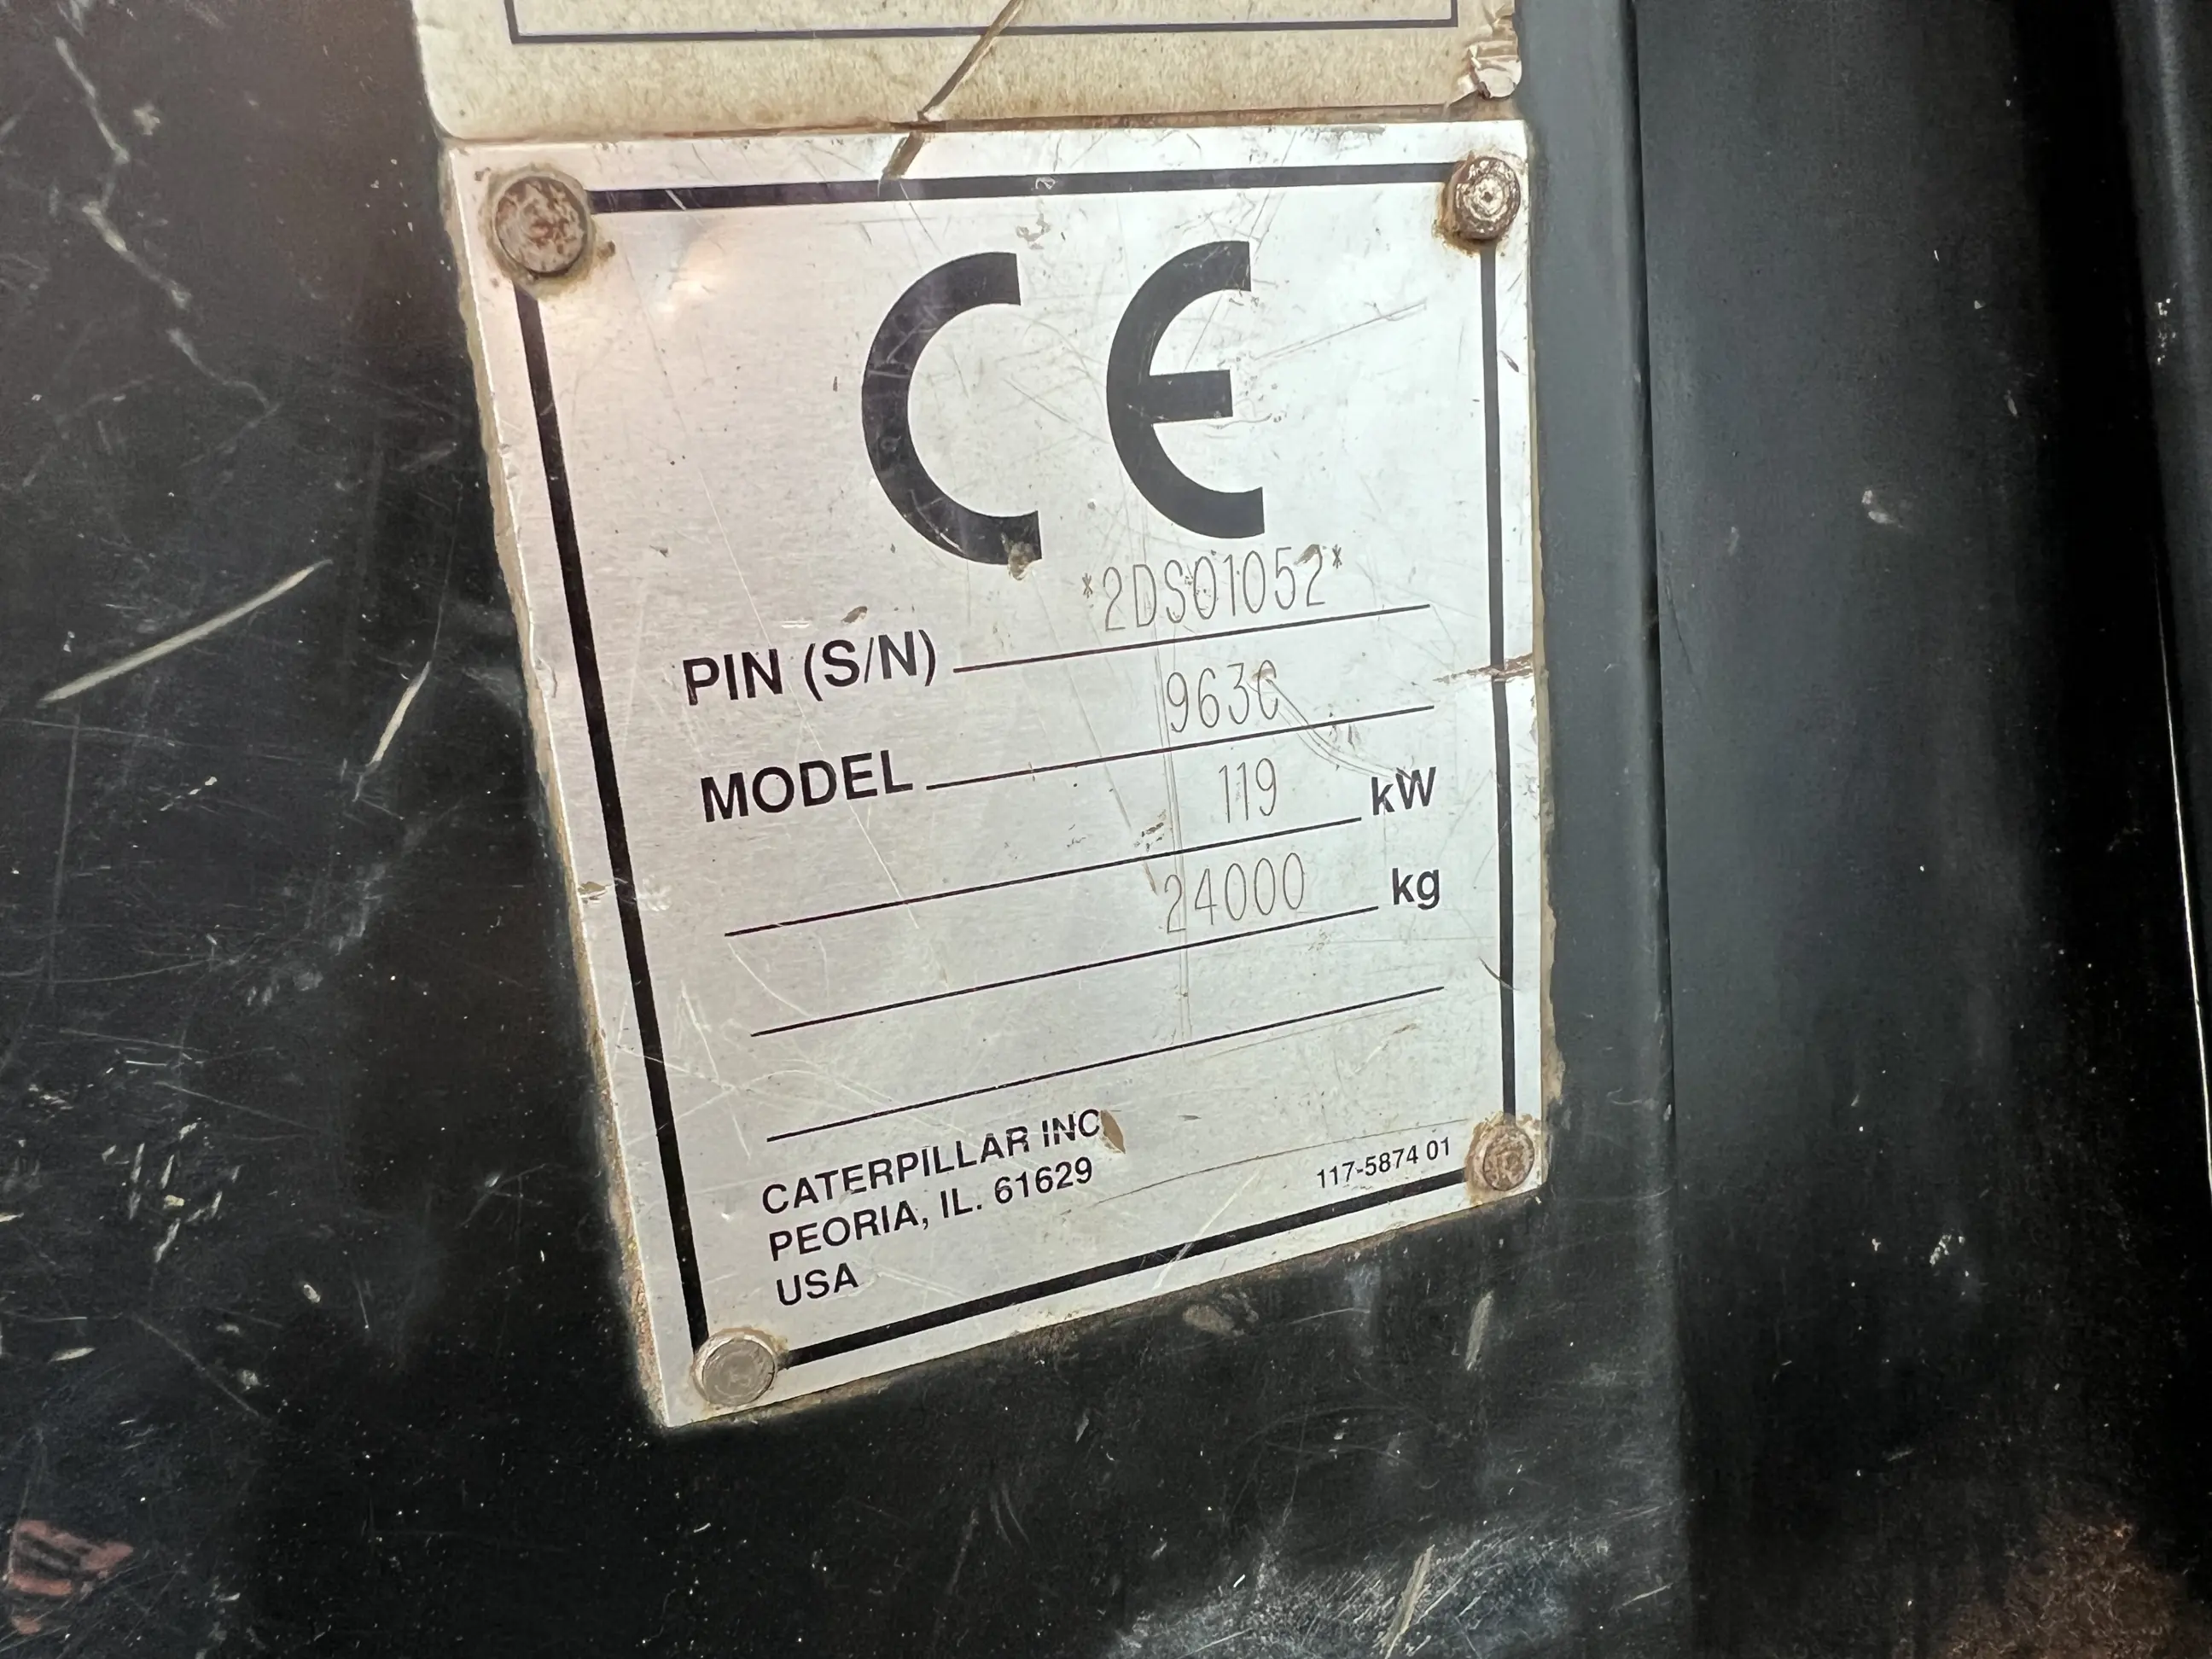 CE
PIN (S/N) *2DS01052*
MODEL 963C
119 kW
24000 kg
CATERPILLAR INC
PEORIA, IL. 61629
USA
117-5874 01